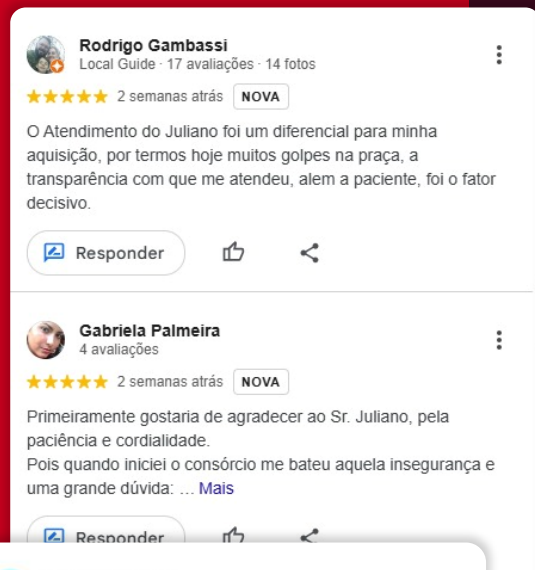 Rodrigo Gambassi
Local Guide · 17 avaliações · 14 fotos
2 semanas atrás NOVA
O Atendimento do Juliano foi um diferencial para minha
aquisição, por termos hoje muitos golpes na praça, a
transparência com que me atendeu, alem a paciente, foi o fator
decisivo.
Responder
Gabriela Palmeira
4 avaliações
2 semanas atrás NOVA
Primeiramente gostaria de agradecer ao Sr. Juliano, pela
paciência e cordialidade.
Pois quando iniciei o consórcio me bateu aquela insegurança e
uma grande dúvida: ... Mais
Responder